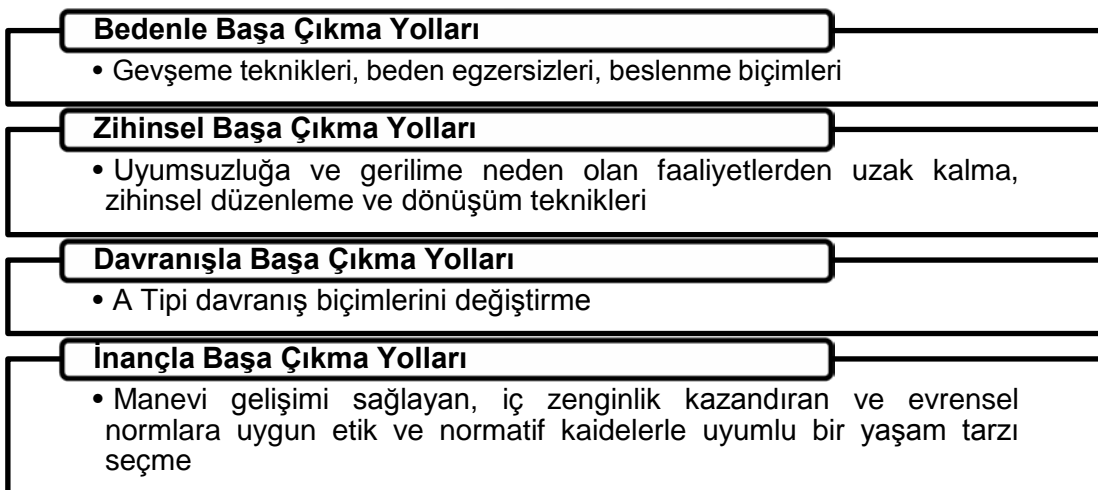 Bedenle Başa Çıkma Yolları
• Gevşeme teknikleri, beden egzersizleri, beslenme biçimleri
Zihinsel Başa Çıkma Yolları
• Uyumsuzluğa ve gerilime neden olan faaliyetlerden uzak kalma,
zihinsel düzenleme ve dönüşüm teknikleri
Davranışla Başa Çıkma Yolları
• A Tipi davranış biçimlerini değiştirme
İnançla Başa Çıkma Yolları
• Manevi gelişimi sağlayan, iç zenginlik kazandıran ve evrensel
normlara uygun etik ve normatif kaidelerle uyumlu bir yaşam tarzı
seçme